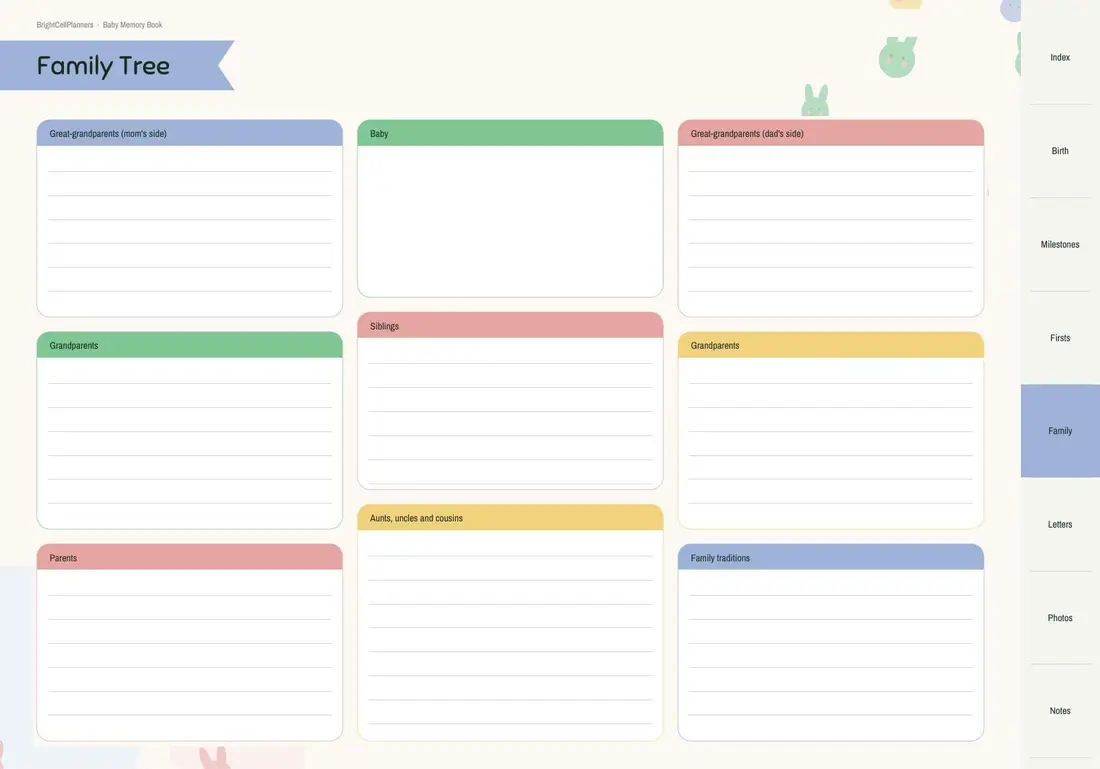 BrightCellPlanners · Baby Memory Book
Family Tree
Great-grandparents (mom's side)
Baby
Great-grandparents (dad's side)
Grandparents
Siblings
Grandparents
Parents
Aunts, uncles and cousins
Family traditions
Index
Birth
Milestones
Firsts
Family
Letters
Photos
Notes